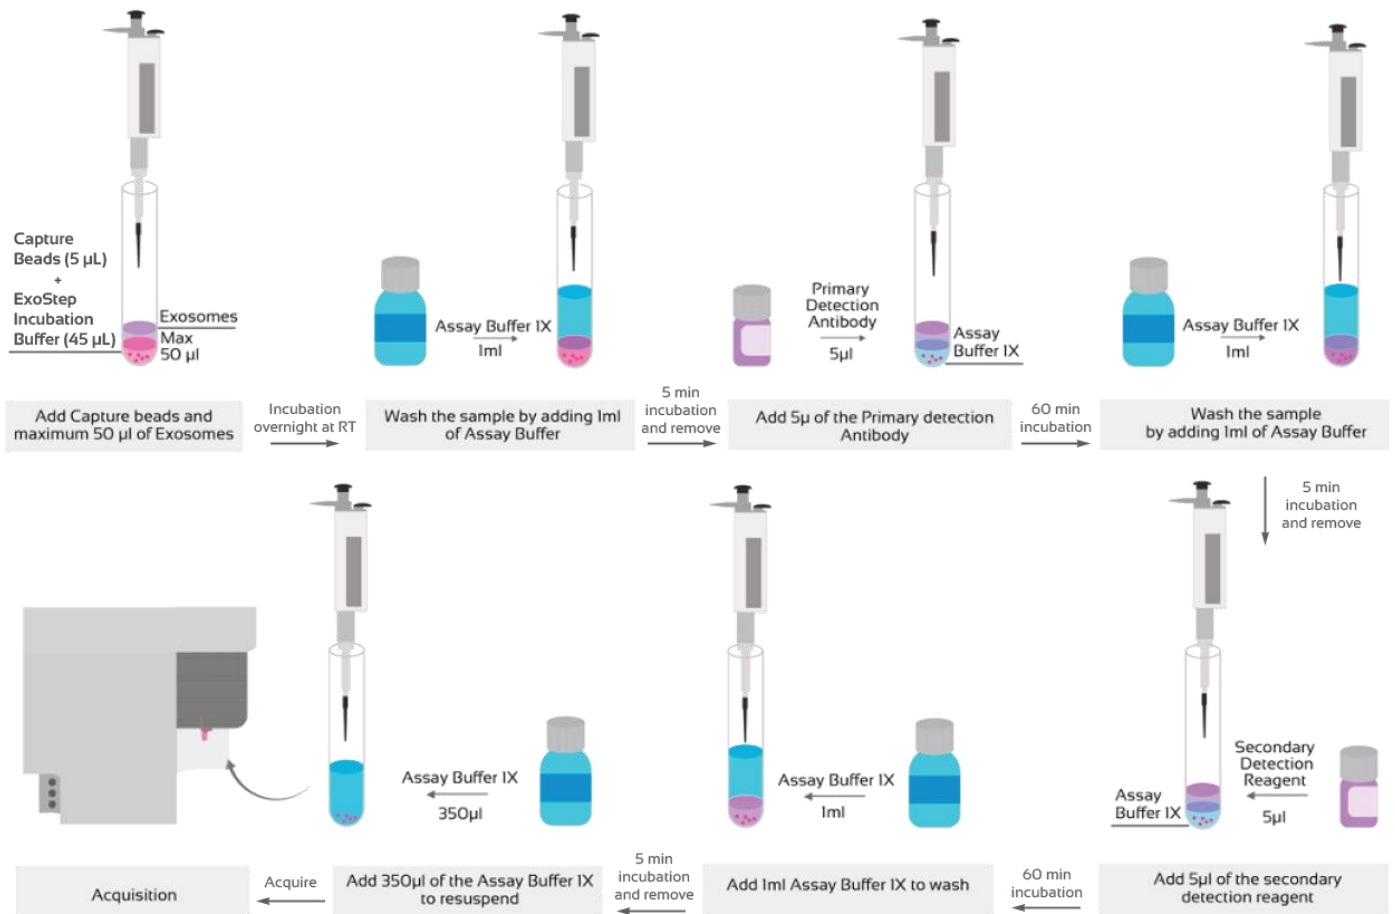 Capture
Beads (5 µL)
+
ExoStep
Incubation
Buffer (45 µL)
Exosomes
Max
50 µl
Assay Buffer IX
1ml
Primary
Detection
Antibody
5µl
Assay
Buffer IX
Assay Buffer IX
1ml
Add Capture beads and
maximum 50 µl of Exosomes
Incubation
overnight at RT
Wash the sample by adding 1ml
of Assay Buffer
5 min
incubation
and remove
Add 5µ of the Primary detection
Antibody
60 min
incubation
Wash the sample
by adding 1ml of Assay Buffer
5 min
incubation
and remove
Assay Buffer IX
350µl
Assay Buffer IX
1ml
Assay
Buffer IX
Secondary
Detection
Reagent
5µl
Acquisition
Acquire
Add 350µl of the Assay Buffer IX
to resuspend
5 min
incubation
and remove
Add 1ml Assay Buffer IX to wash
60 min
incubation
Add 5µl of the secondary
detection reagent